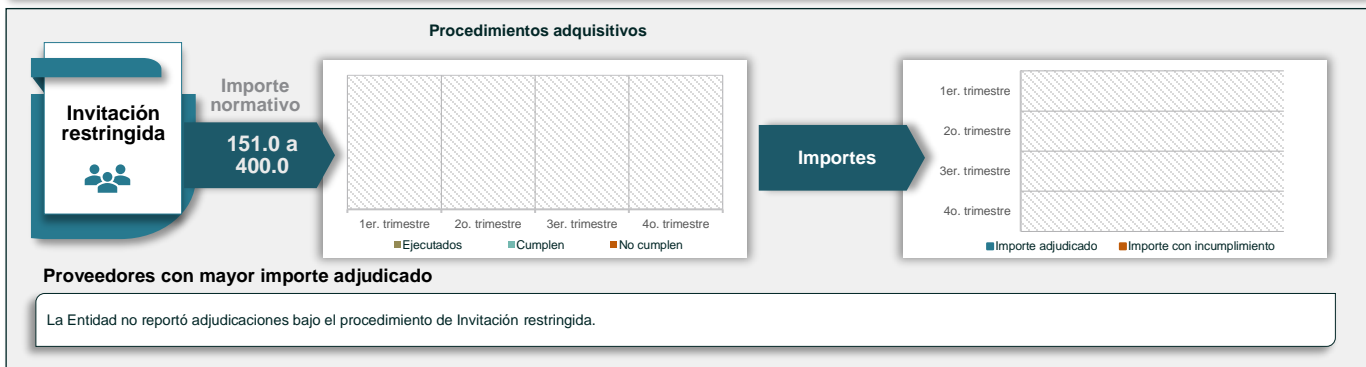 Procedimientos adquisitivos
Invitación
restringida
Importe
normativo
151.0 a
400.0
1er. trimestre
2o. trimestre
3er. trimestre
4o. trimestre
Ejecutados
Cumplen
No cumplen
Importes
1er. trimestre
2o. trimestre
3er. trimestre
4o. trimestre
Importe adjudicado
Importe con incumplimiento
Proveedores con mayor importe adjudicado
La Entidad no reportó adjudicaciones bajo el procedimiento de Invitación restringida.